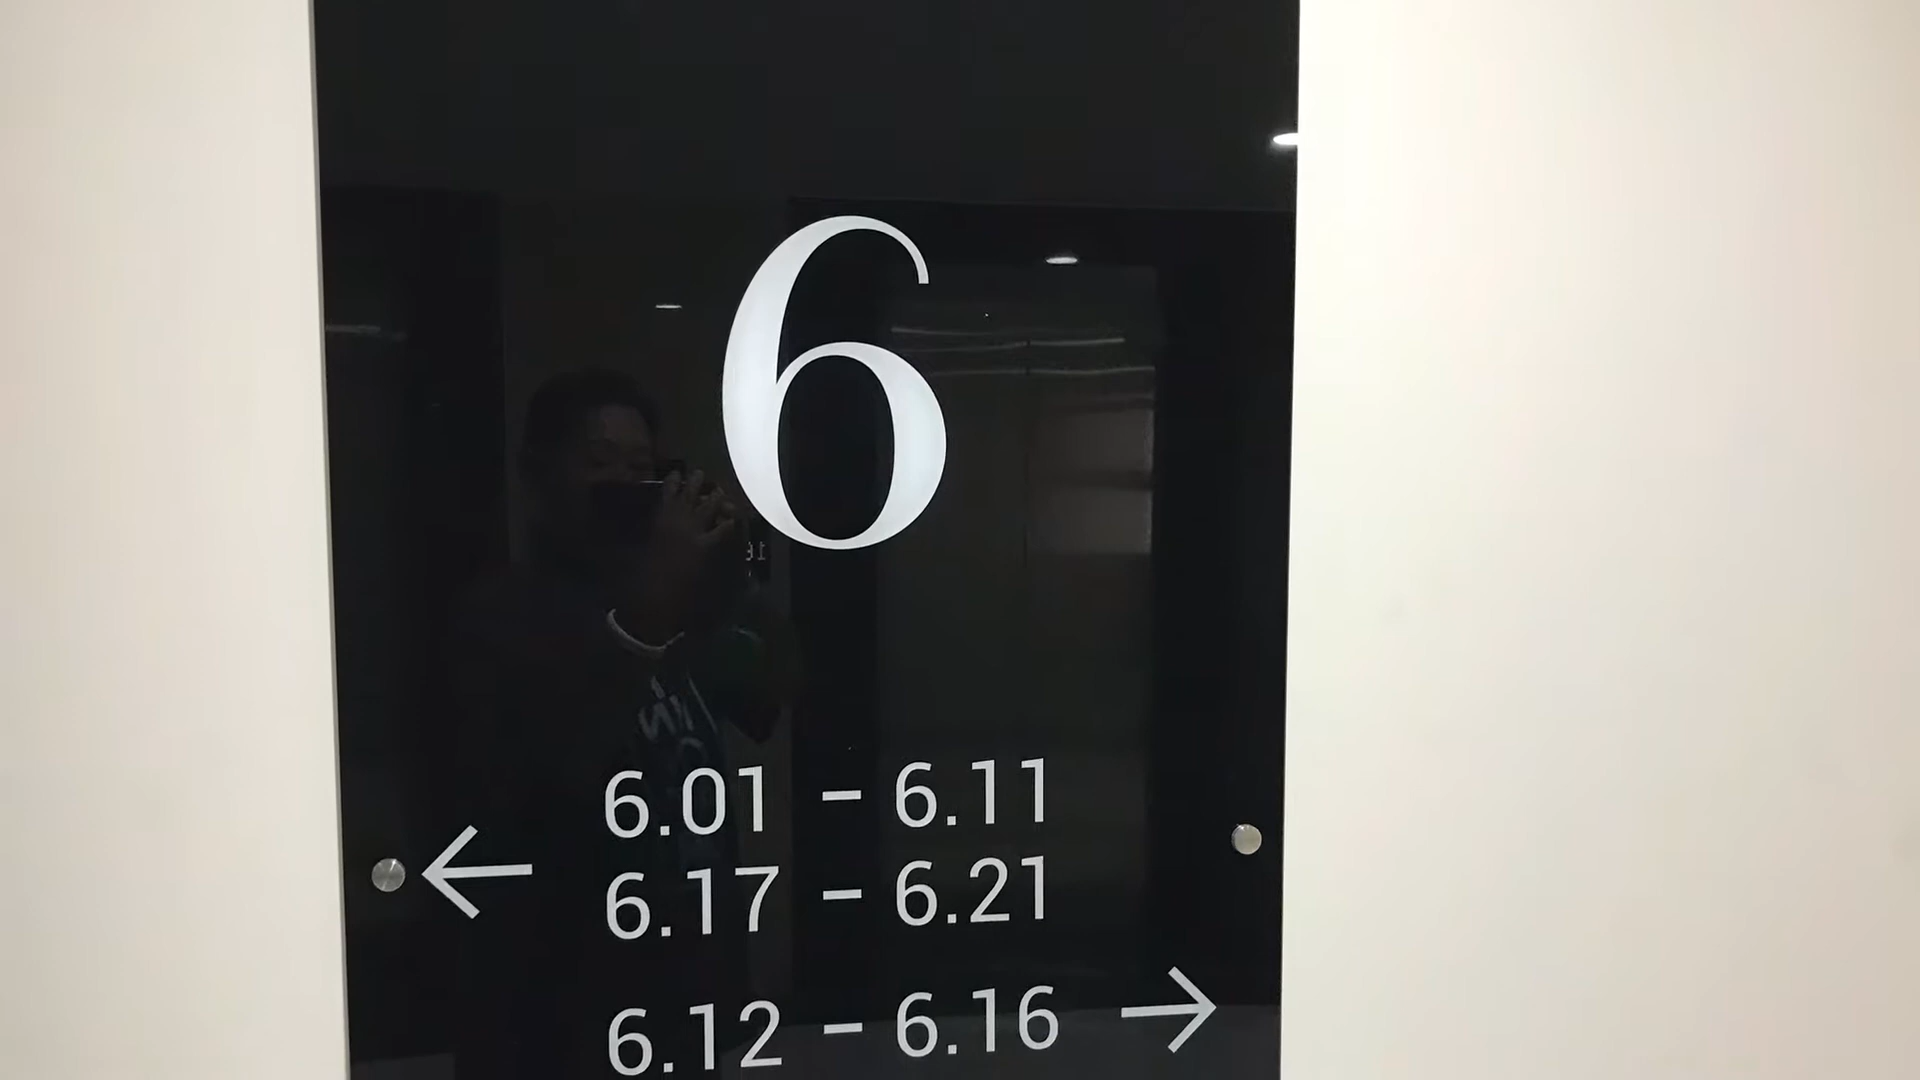 6
6.01 - 6.11
← 6.17 - 6.21
6.12 - 6.16 →